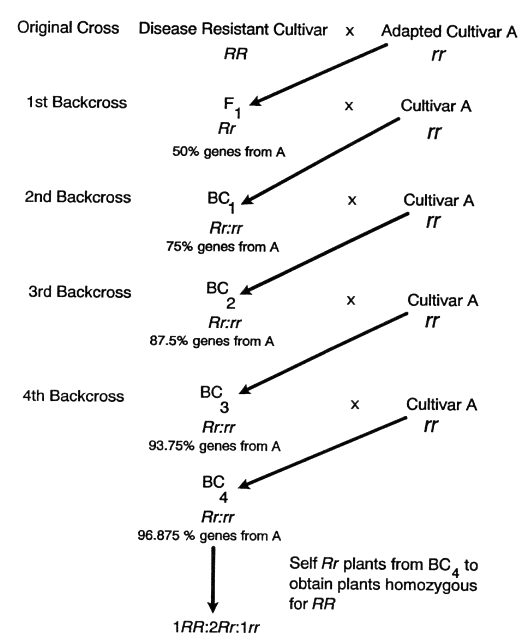 Original Cross Disease Resistant Cultivar x Adapted Cultivar A
RR rr
1st Backcross F1 x Cultivar A
Rr rr
50% genes from A
2nd Backcross BC1 x Cultivar A
Rr:rr rr
75% genes from A
3rd Backcross BC2 x Cultivar A
Rr:rr rr
87.5% genes from A
4th Backcross BC3 x Cultivar A
Rr:rr rr
93.75% genes from A
BC4
Rr:rr
96.875 % genes from A
Self Rr plants from BC4 to
obtain plants homozygous
for RR
1RR:2Rr:1rr